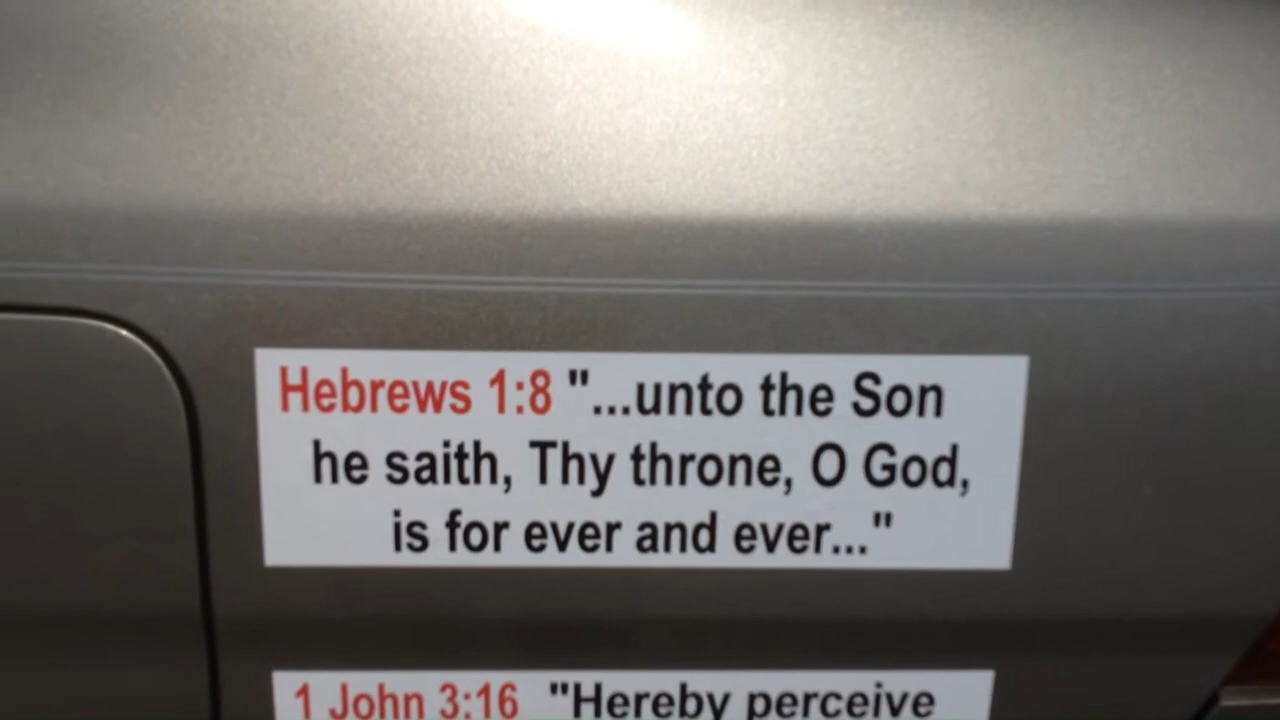 Hebrews 1:8 "...unto the Son
he saith, Thy throne, O God,
is for ever and ever..."
1 John 3:16 "Hereby perceive